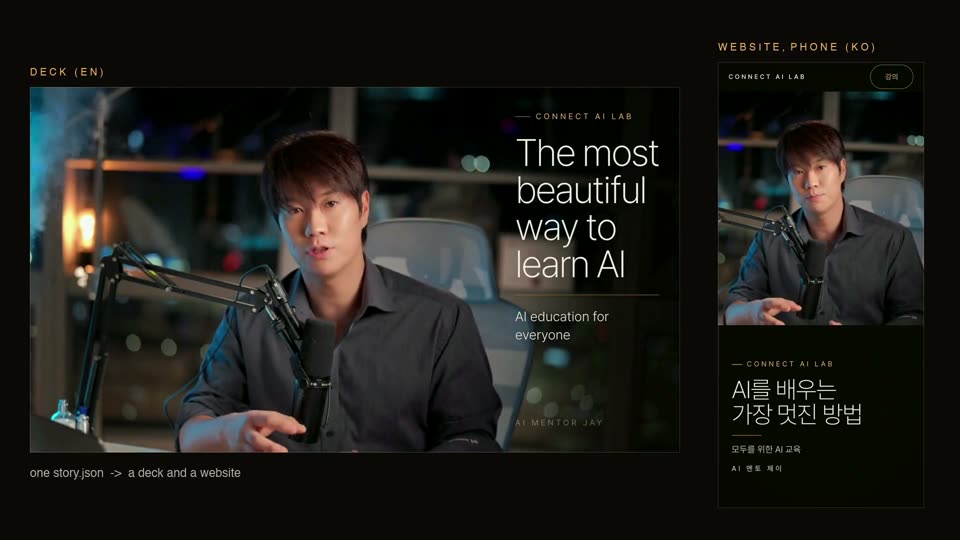 DECK (EN)
CONNECT AI LAB
The most
beautiful
way to
learn AI
AI education for
everyone
AI MENTOR JAY
one story.json -> a deck and a website
WEBSITE, PHONE (KO)
CONNECT AI LAB
강의
CONNECT AI LAB
AI를 배우는
가장 멋진 방법
모두를 위한 AI 교육
AI 멘토 제이